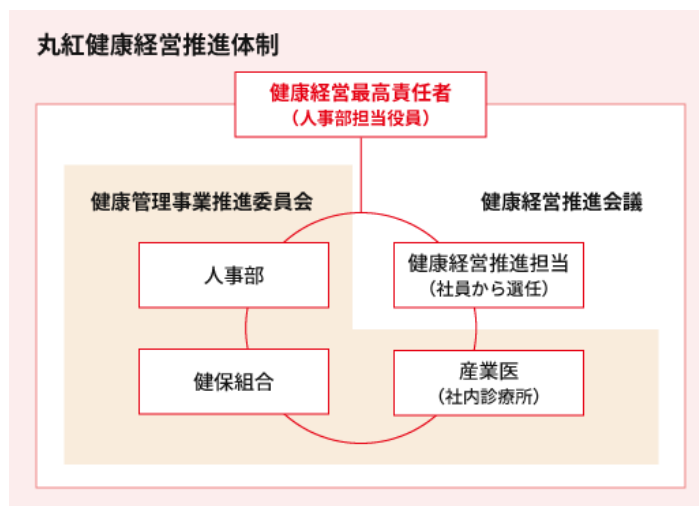 丸紅健康経営推進体制
健康経営最高責任者
（人事部担当役員）
健康管理事業推進委員会
健康経営推進会議
人事部
健康経営推進担当
（社員から選任）
健保組合
産業医
（社内診療所）